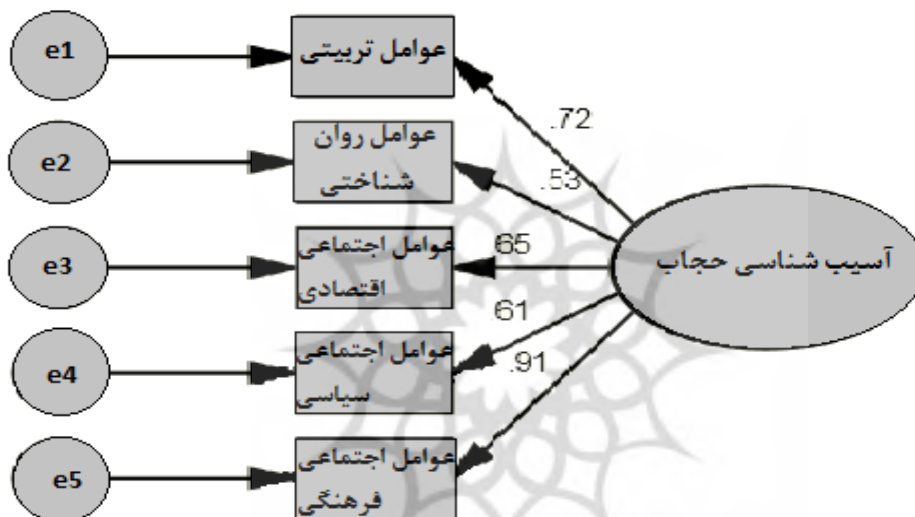 e1
عوامل تربیتی
.72
e2
عوامل روان
شناختی
.53
e3
عوامل اجتماعی
اقتصادی
65
آسیب شناسی حجاب
e4
عوامل اجتماعی
سیاسی
61
e5
عوامل اجتماعی
فرهنگی
.91